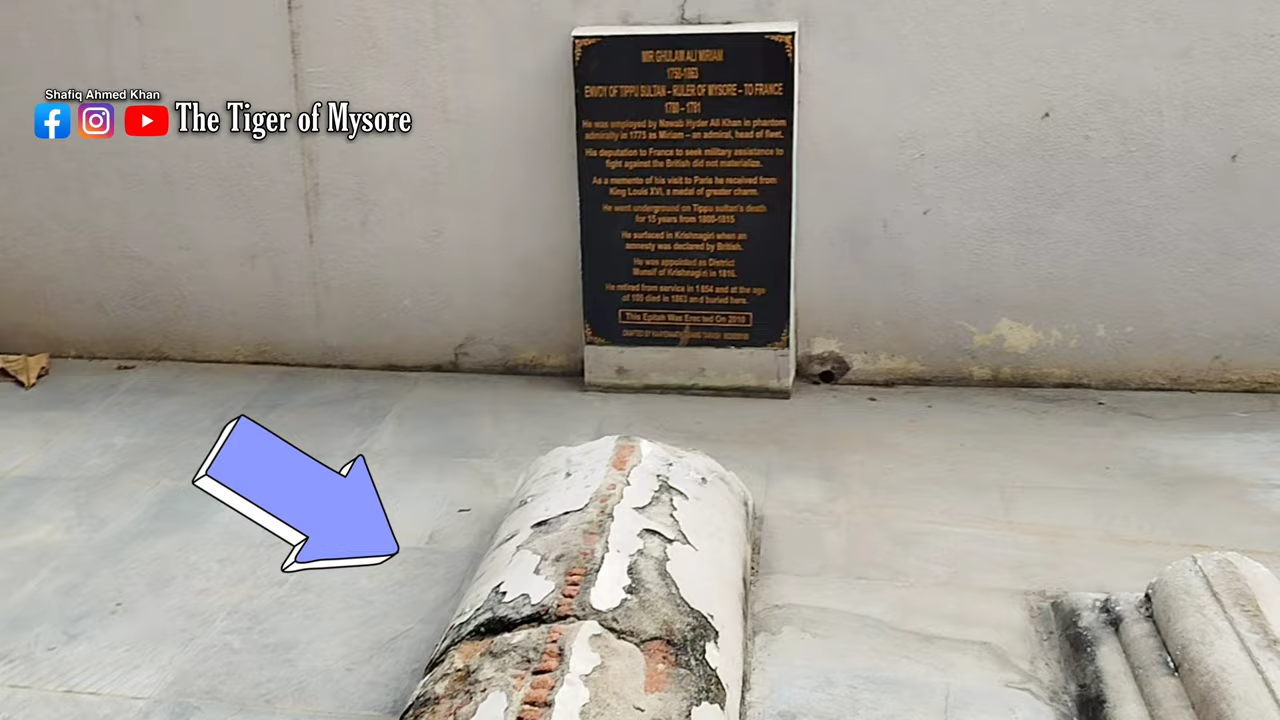 Shafiq Ahmed Khan
The Tiger of Mysore
MIR GHULAM ALI MIRIAM
1758-1863
ENVOY OF TIPPU SULTAN - RULER OF MYSORE - TO FRANCE
1780 - 1781
He was employed by Nawab Hyder Ali Khan in phantom
admiralty in 1775 as Miriam - an admiral, head of fleet.
His deputation to France to seek military assistance to
fight against the British did not materialize.
As a memento of his visit to Paris he received from
King Louis XVI, a medal of greater charm.
He went underground on Tippu sultan's death
for 15 years from 1800-1815
He surfaced in Krishnagiri when an
amnesty was declared by British.
He was appointed as District
Munsif of Krishnagiri in 1816.
He retired from service in 1854 and at the age
of 105 died in 1863 and buried here.
This Epitah Was Erected On 2010